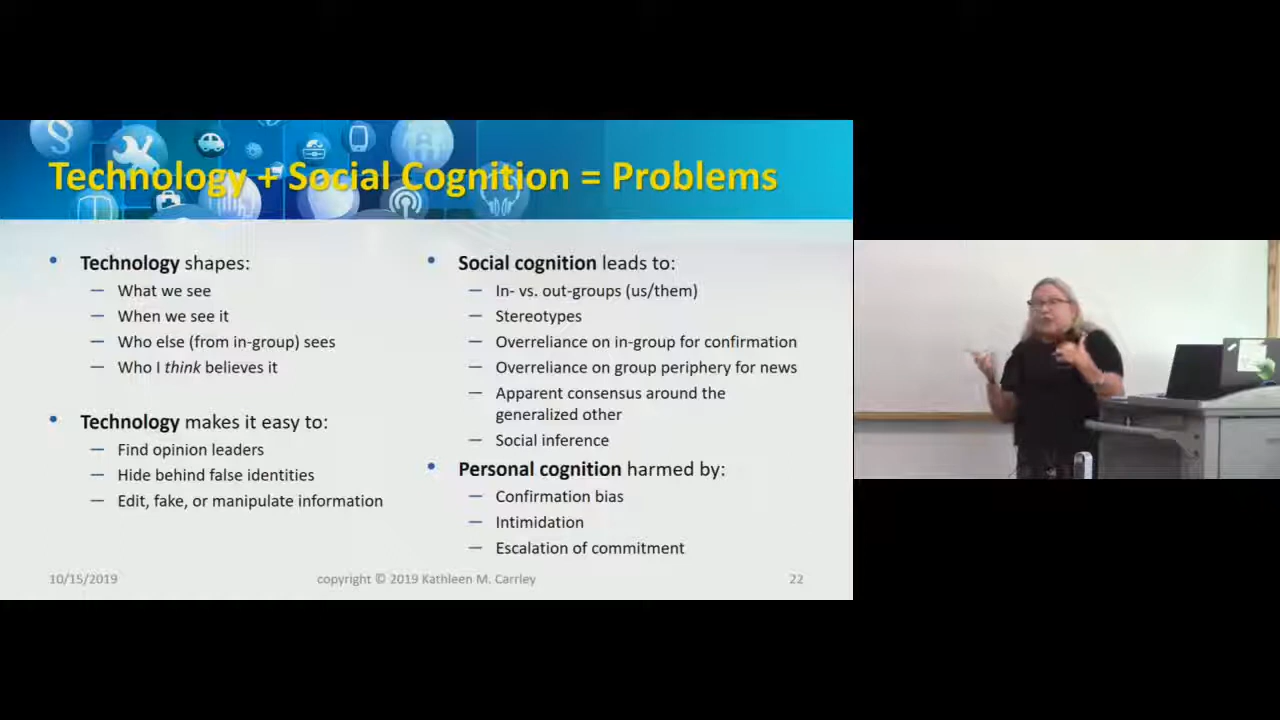 Technology + Social Cognition = Problems
• Technology shapes:
— What we see
— When we see it
— Who else (from in-group) sees
— Who I think believes it
• Technology makes it easy to:
— Find opinion leaders
— Hide behind false identities
— Edit, fake, or manipulate information
• Social cognition leads to:
— In- vs. out-groups (us/them)
— Stereotypes
— Overreliance on in-group for confirmation
— Overreliance on group periphery for news
— Apparent consensus around the
generalized other
— Social inference
• Personal cognition harmed by:
— Confirmation bias
— Intimidation
— Escalation of commitment
10/15/2019
copyright © 2019 Kathleen M. Carrley
22